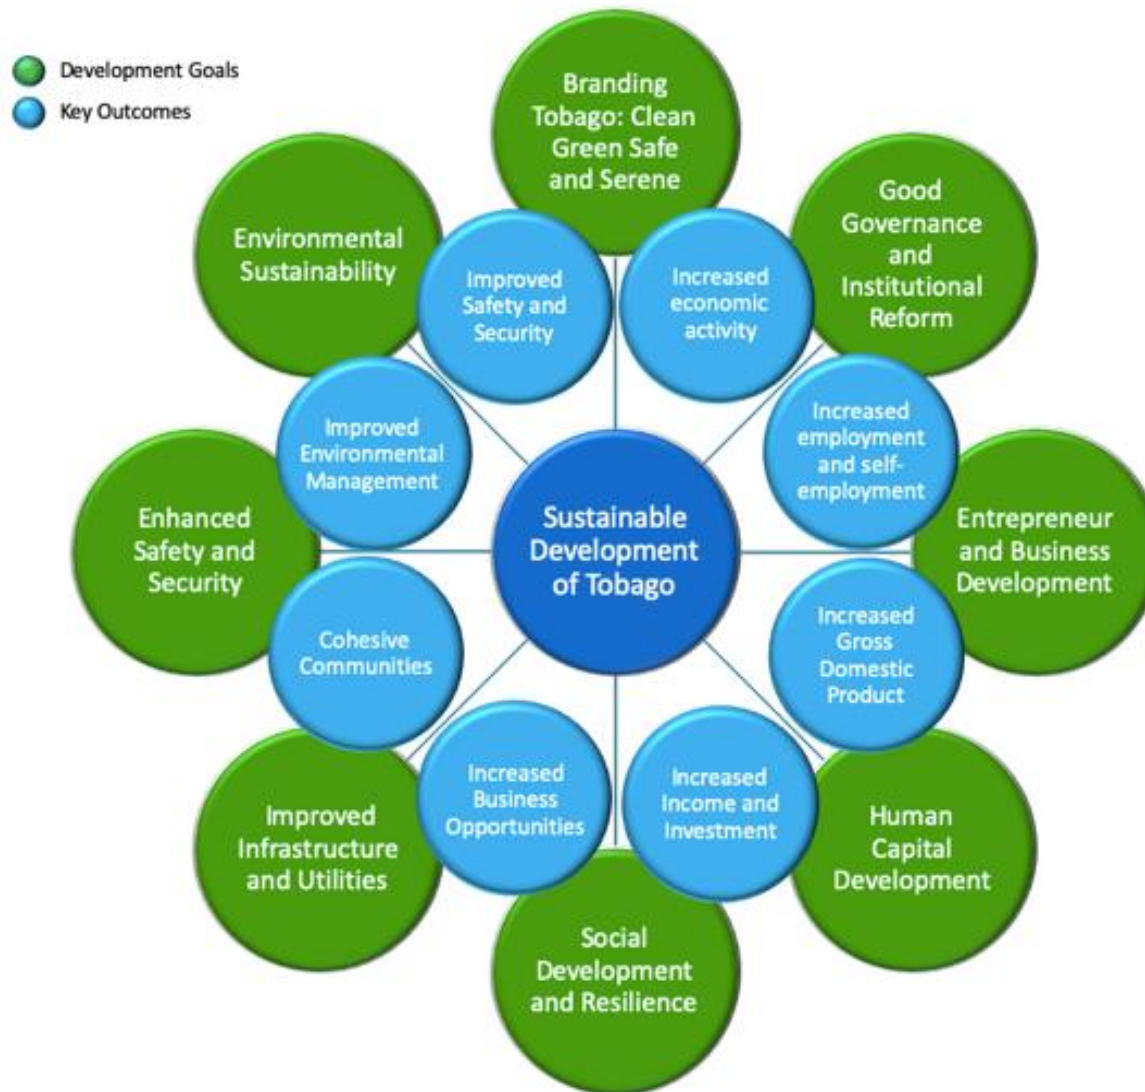 Development Goals
Key Outcomes
Branding
Tobago: Clean
Green Safe
and Serene
Good
Governance
and
Institutional
Reform
Entrepreneur
and Business
Development
Human
Capital
Development
Social
Development
and Resilience
Improved
Infrastructure
and Utilities
Enhanced
Safety and
Security
Environmental
Sustainability
Increased
economic
activity
Increased
employment
and self-
employment
Increased
Gross
Domestic
Product
Increased
Income and
Investment
Increased
Business
Opportunities
Cohesive
Communities
Improved
Environmental
Management
Improved
Safety and
Security
Sustainable
Development
of Tobago